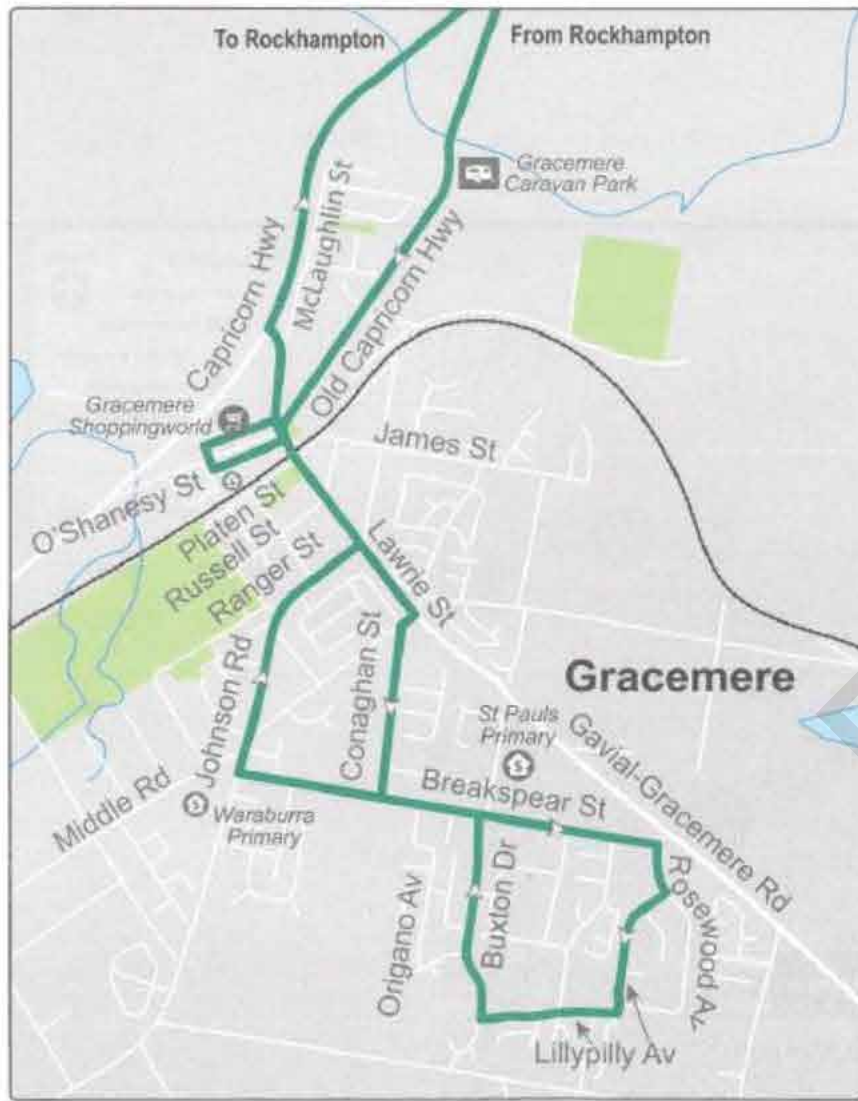 To Rockhampton
From Rockhampton
Gracemere
Caravan Park
McLaughlin St
Capricorn Hwy
Old Capricorn Hwy
Gracemere
Shoppingworld
James St
O'Shanesy St
Platen St
Russell St
Ranger St
Lawrie St
Conaghan St
Gracemere
Johnson Rd
St Pauls
Primary
Gavial-Gracemere Rd
Middle Rd
Waraburra
Primary
Breakspear St
Origano Av
Buxton Dr
Rosewood Av
Lillypilly Av